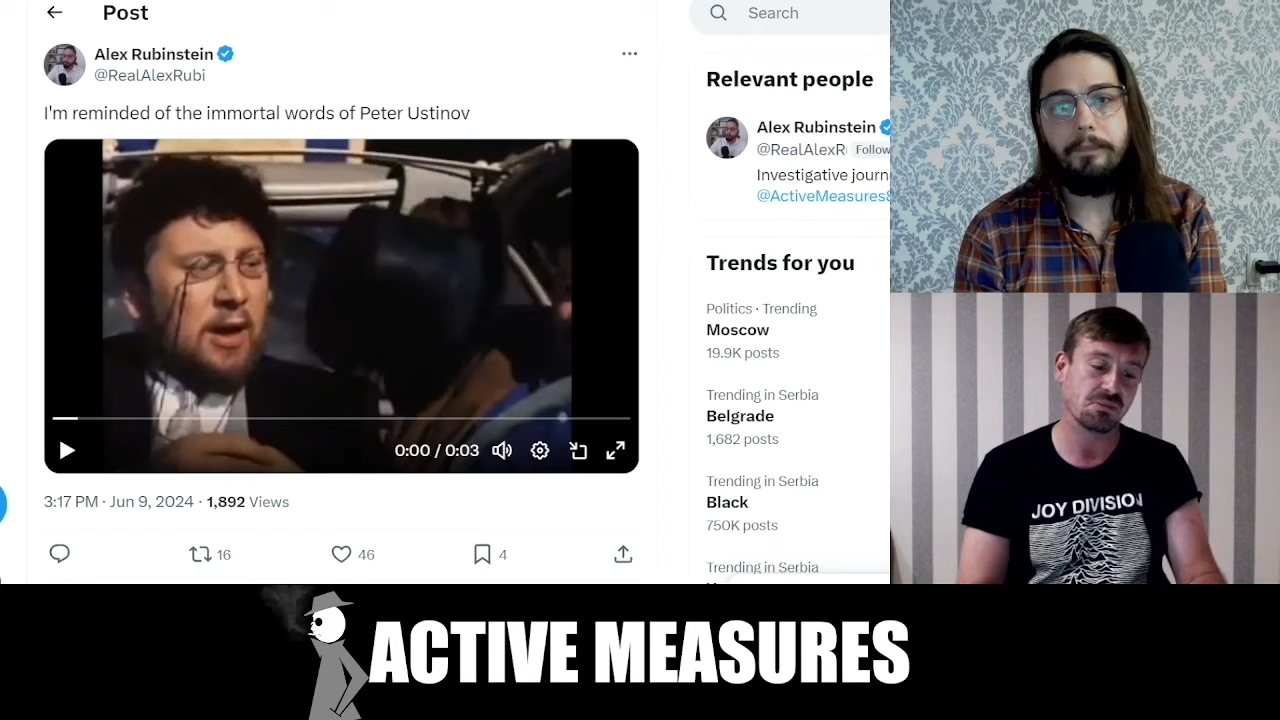 Post
Alex Rubinstein
@RealAlexRubi
I'm reminded of the immortal words of Peter Ustinov
0:00 / 0:03
3:17 PM · Jun 9, 2024 · 1,892 Views
16
46
4
Search
Relevant people
Alex Rubinstein
@RealAlexR
Follow
Investigative journ
@ActiveMeasures
Trends for you
Politics · Trending
Moscow
19.9K posts
Trending in Serbia
Belgrade
1,682 posts
Trending in Serbia
Black
750K posts
Trending in Serbia
JOY DIVISION
ACTIVE MEASURES